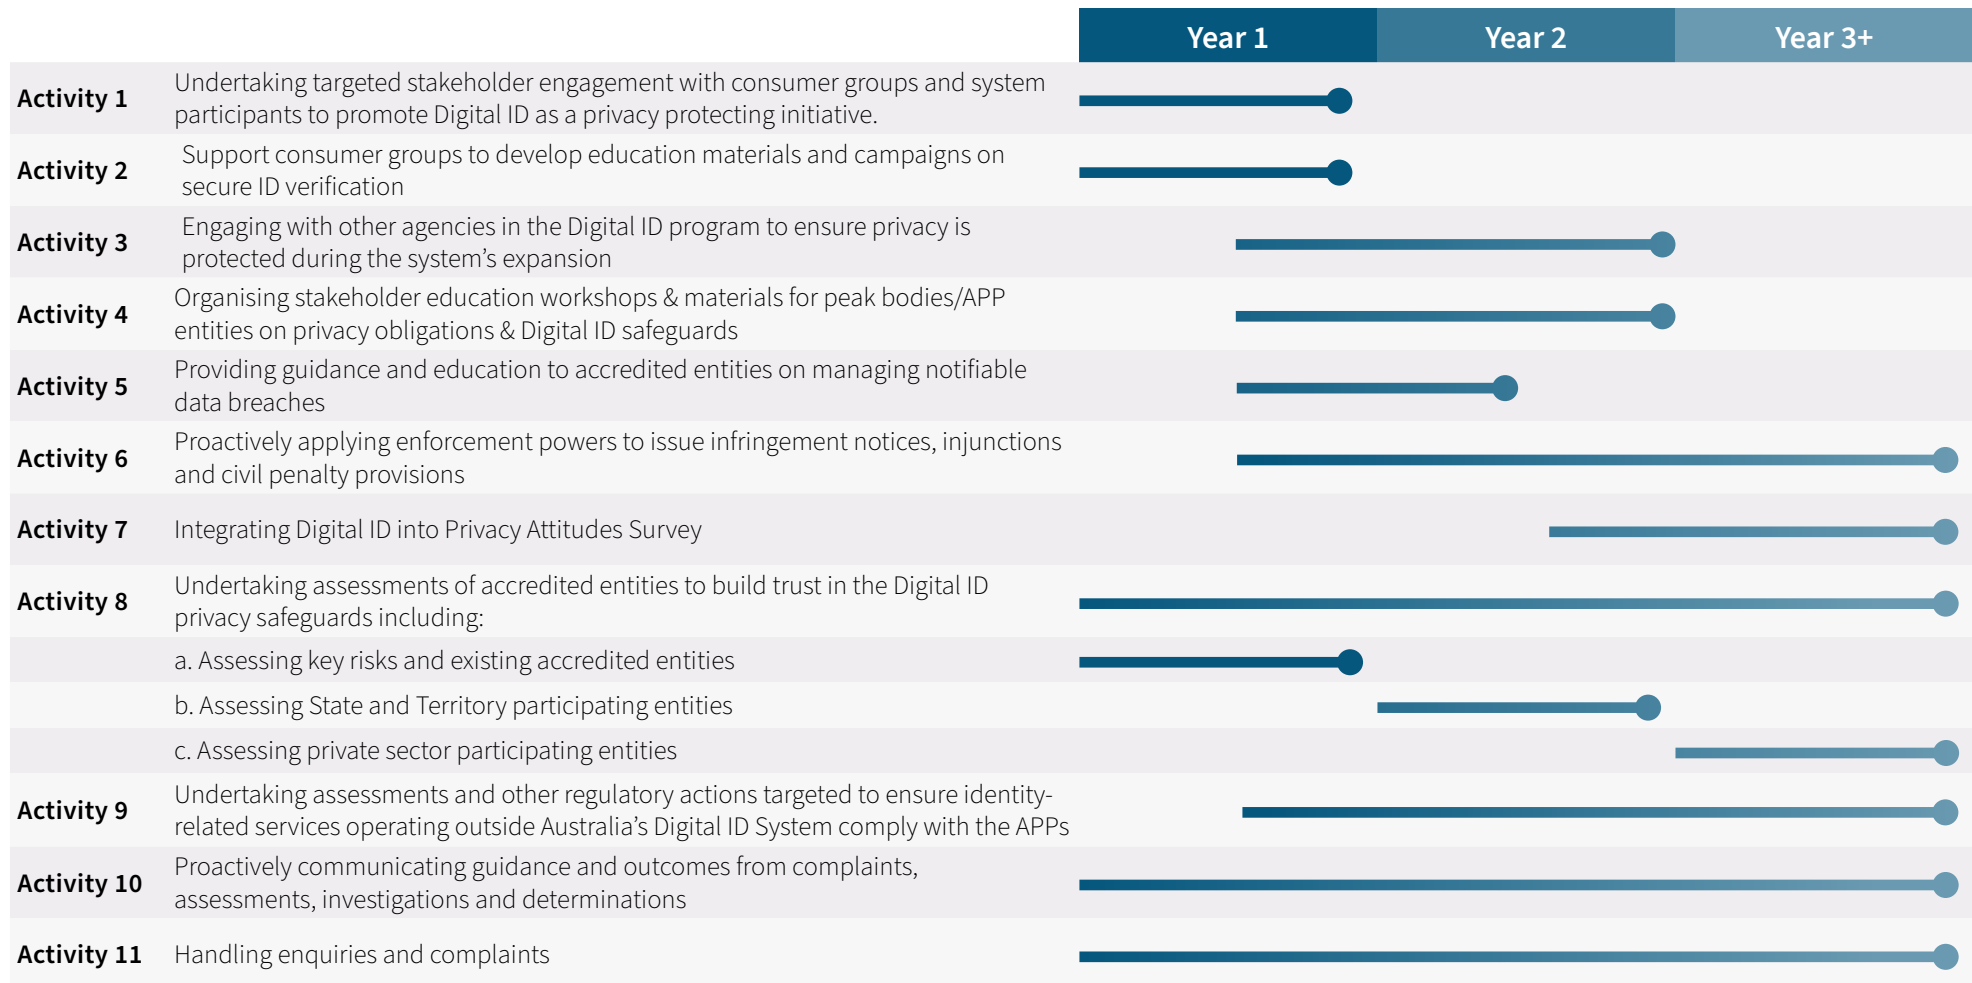 Year 1 Year 2 Year 3+
Activity 1 Undertaking targeted stakeholder engagement with consumer groups and system
participants to promote Digital ID as a privacy protecting initiative.
Activity 2 Support consumer groups to develop education materials and campaigns on
secure ID verification
Activity 3 Engaging with other agencies in the Digital ID program to ensure privacy is
protected during the system’s expansion
Activity 4 Organising stakeholder education workshops & materials for peak bodies/APP
entities on privacy obligations & Digital ID safeguards
Activity 5 Providing guidance and education to accredited entities on managing notifiable
data breaches
Activity 6 Proactively applying enforcement powers to issue infringement notices, injunctions
and civil penalty provisions
Activity 7 Integrating Digital ID into Privacy Attitudes Survey
Activity 8 Undertaking assessments of accredited entities to build trust in the Digital ID
privacy safeguards including:
a. Assessing key risks and existing accredited entities
b. Assessing State and Territory participating entities
c. Assessing private sector participating entities
Activity 9 Undertaking assessments and other regulatory actions targeted to ensure identity-
related services operating outside Australia’s Digital ID System comply with the APPs
Activity 10 Proactively communicating guidance and outcomes from complaints,
assessments, investigations and determinations
Activity 11 Handling enquiries and complaints